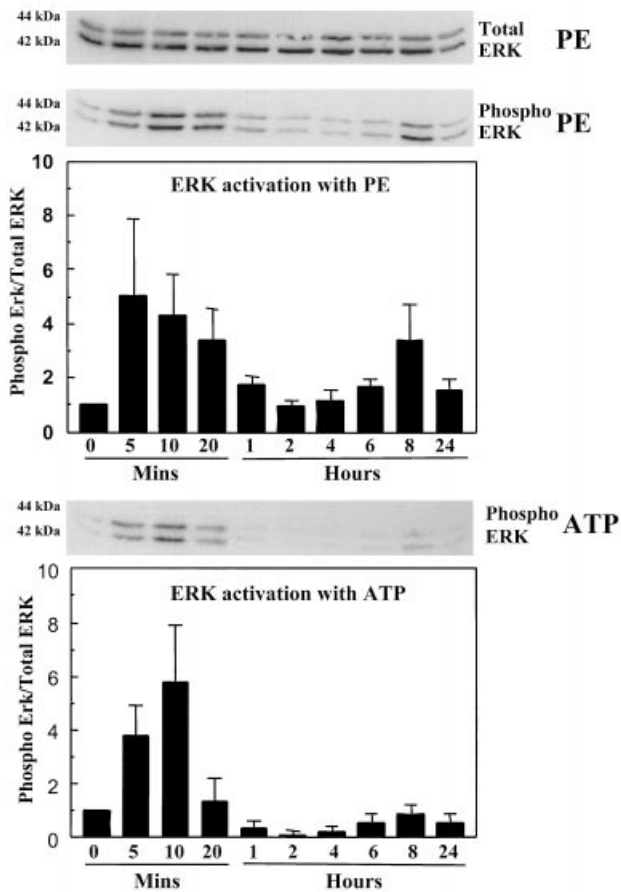 44 kDa
42 kDa
Total
ERK
PE
44 kDa
42 kDa
Phospho
ERK
PE
ERK activation with PE
Phospho Erk/Total ERK
10
8
6
4
2
0
0 5 10 20 1 2 4 6 8 24
Mins Hours
44 kDa
42 kDa
Phospho
ERK
ATP
ERK activation with ATP
Phospho Erk/Total ERK
10
8
6
4
2
0
0 5 10 20 1 2 4 6 8 24
Mins Hours